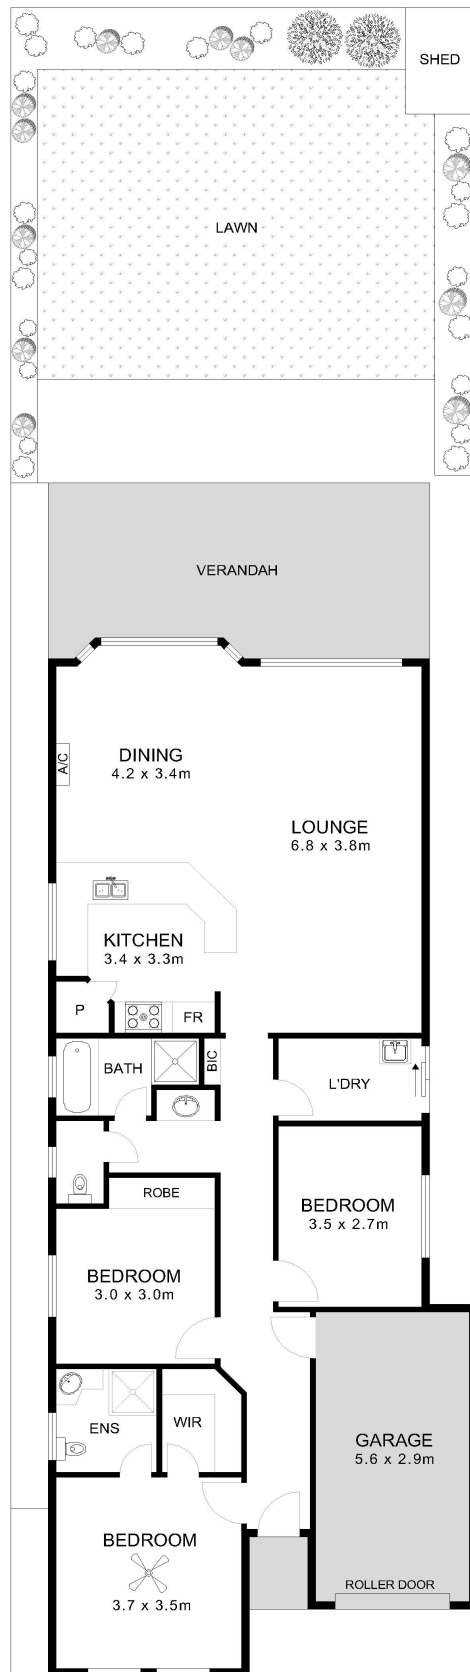 SHED
LAWN
VERANDAH
A/C
DINING
4.2 x 3.4m
LOUNGE
6.8 x 3.8m
KITCHEN
3.4 x 3.3m
P
FR
BATH
BIC
L'DRY
ROBE
BEDROOM
3.5 x 2.7m
BEDROOM
3.0 x 3.0m
ENS
WIR
GARAGE
5.6 x 2.9m
BEDROOM
3.7 x 3.5m
ROLLER DOOR